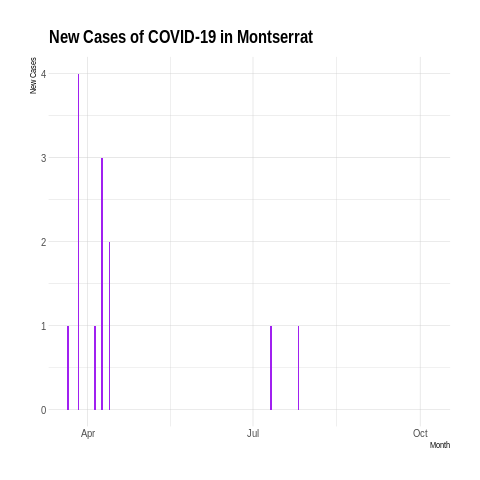 New Cases of COVID-19 in Montserrat
New Cases
4
3
2
1
0
Apr
Jul
Oct
Month